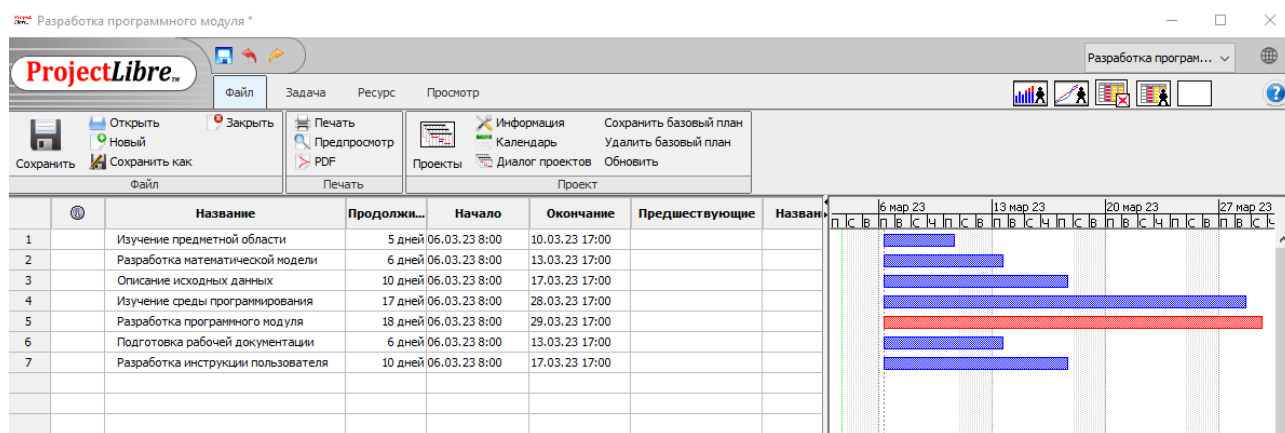 Разработка программного модуля *
ProjectLibre™
Разработка програм...
Файл Задача Ресурс Просмотр
Сохранить
Открыть
Новый
Сохранить как
Закрыть
Файл
Печать
Предпросмотр
PDF
Печать
Проекты
Информация
Календарь
Диалог проектов
Сохранить базовый план
Удалить базовый план
Обновить
Проект
Название Продолжи... Начало Окончание Предшествующие Названи
6 мар 23 13 мар 23 20 мар 23 27 мар 23
П С В П В С Ч П С В П В С Ч П С В П В С Ч П С В П В С Ч
1 Изучение предметной области 5 дней 06.03.23 8:00 10.03.23 17:00
2 Разработка математической модели 6 дней 06.03.23 8:00 13.03.23 17:00
3 Описание исходных данных 10 дней 06.03.23 8:00 17.03.23 17:00
4 Изучение среды программирования 17 дней 06.03.23 8:00 28.03.23 17:00
5 Разработка программного модуля 18 дней 06.03.23 8:00 29.03.23 17:00
6 Подготовка рабочей документации 6 дней 06.03.23 8:00 13.03.23 17:00
7 Разработка инструкции пользователя 10 дней 06.03.23 8:00 17.03.23 17:00